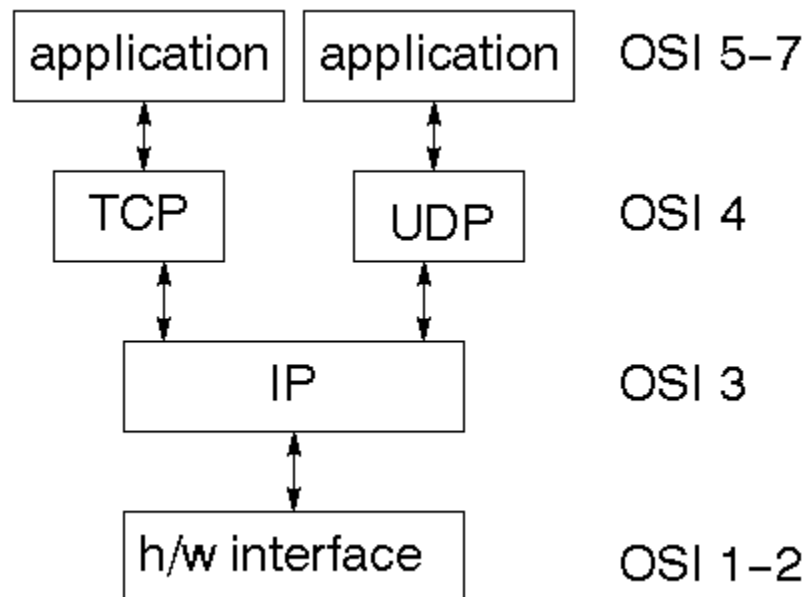 application application OSI 5–7
TCP UDP OSI 4
IP OSI 3
h/w interface OSI 1–2